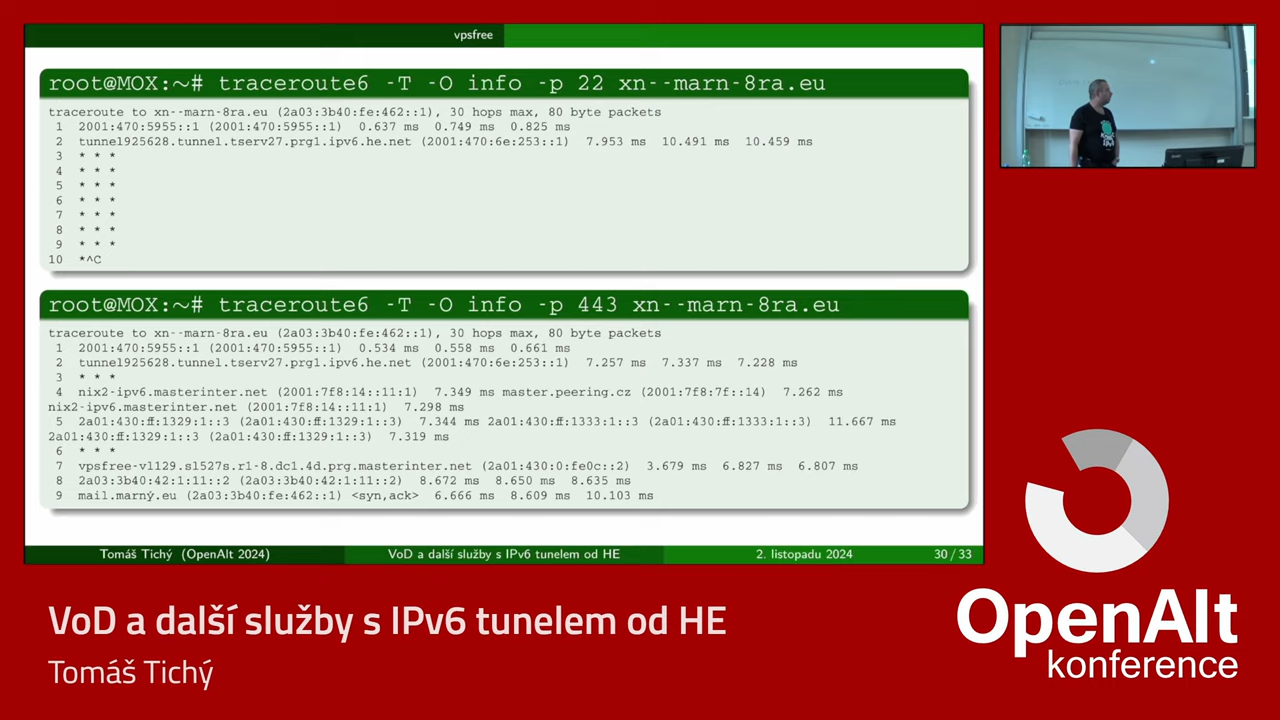 vpsfree
root@MOX:~# traceroute6 -T -O info -p 22 xn--marn-8ra.eu
traceroute to xn--marn-8ra.eu (2a03:3b40:fe:462::1), 30 hops max, 80 byte packets
1 2001:470:5955::1 (2001:470:5955::1) 0.637 ms 0.749 ms 0.825 ms
2 tunnel925628.tunnel.tserv27.prg1.ipv6.he.net (2001:470:6e:253::1) 7.953 ms 10.491 ms 10.459 ms
3 * * *
4 * * *
5 * * *
6 * * *
7 * * *
8 * * *
9 * * *
10 *^C
root@MOX:~# traceroute6 -T -O info -p 443 xn--marn-8ra.eu
traceroute to xn--marn-8ra.eu (2a03:3b40:fe:462::1), 30 hops max, 80 byte packets
1 2001:470:5955::1 (2001:470:5955::1) 0.534 ms 0.558 ms 0.661 ms
2 tunnel925628.tunnel.tserv27.prg1.ipv6.he.net (2001:470:6e:253::1) 7.257 ms 7.337 ms 7.228 ms
3 * * *
4 nix2-ipv6.masterinter.net (2001:7f8:14::11:1) 7.349 ms master.peering.cz (2001:7f8:7f::14) 7.262 ms
nix2-ipv6.masterinter.net (2001:7f8:14::11:1) 7.298 ms
5 2a01:430:ff:1329:1::3 (2a01:430:ff:1329:1::3) 7.344 ms 2a01:430:ff:1333:1::3 (2a01:430:ff:1333:1::3) 11.667 ms
2a01:430:ff:1329:1::3 (2a01:430:ff:1329:1::3) 7.319 ms
6 * * *
7 vpsfree-v1129.sl527s.r1-8.dc1.4d.prg.masterinter.net (2a01:430:0:fe0c::2) 3.679 ms 6.827 ms 6.807 ms
8 2a03:3b40:42:1:11::2 (2a03:3b40:42:1:11::2) 8.672 ms 8.650 ms 8.635 ms
9 mail.marný.eu (2a03:3b40:fe:462::1) <syn,ack> 6.666 ms 8.609 ms 10.103 ms
Tomáš Tichý (OpenAlt 2024) VoD a další služby s IPv6 tunelem od HE 2. listopadu 2024 30 / 33
VoD a další služby s IPv6 tunelem od HE
Tomáš Tichý
OpenAlt
konference